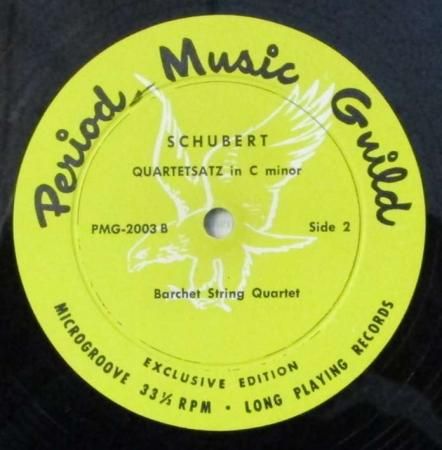 Period Music Guild
SCHUBERT
QUARTETSATZ in C minor
PMG-2003 B
Side 2
Barchet String Quartet
EXCLUSIVE EDITION
MICROGROOVE 33⅓ RPM • LONG PLAYING RECORDS